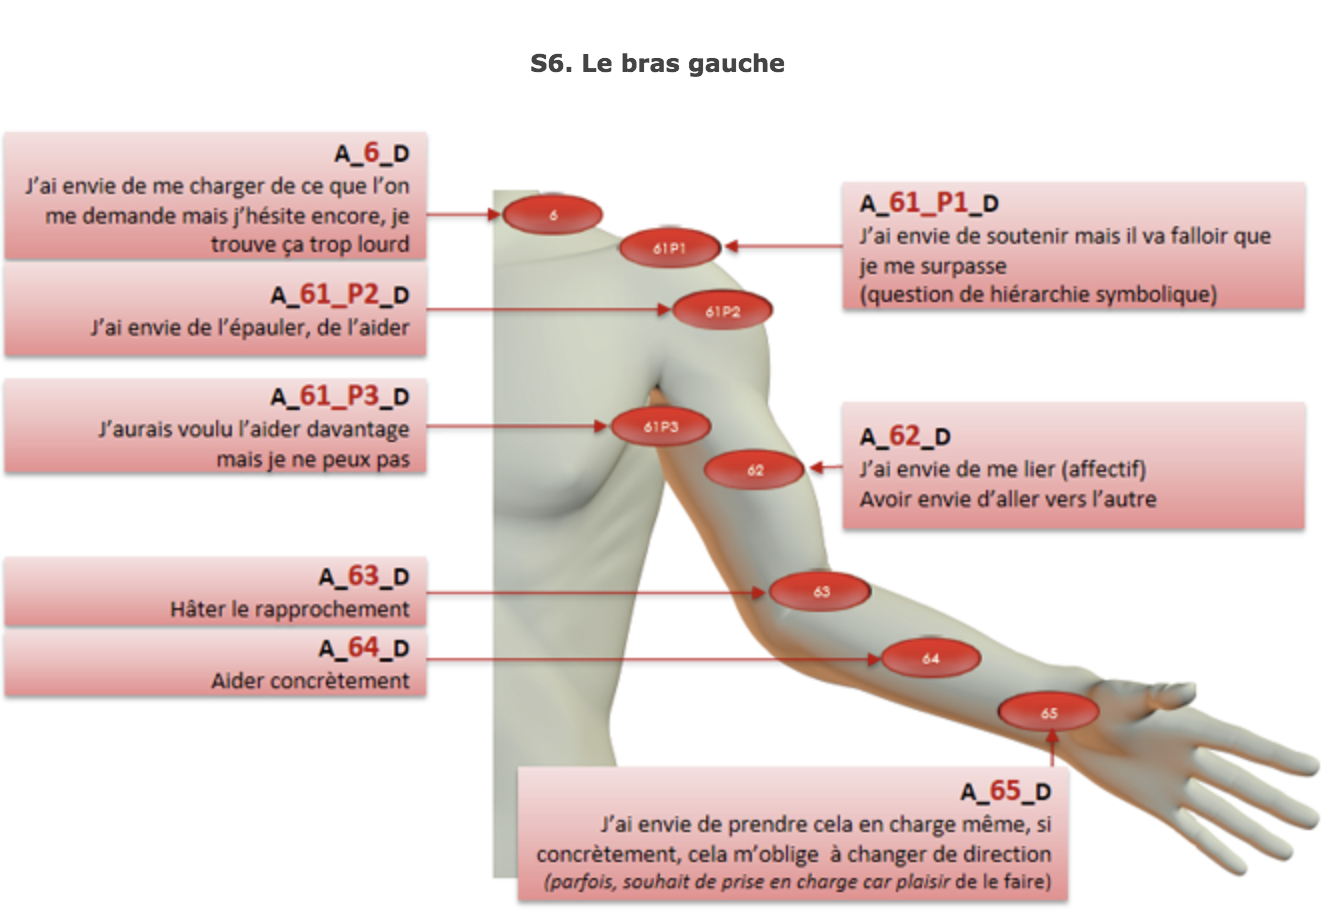 S6. Le bras gauche
A_6_D
J'ai envie de me charger de ce que l'on
me demande mais j'hésite encore, je
trouve ça trop lourd
A_61_P2_D
J'ai envie de l'épauler, de l'aider
A_61_P3_D
J'aurais voulu l'aider davantage
mais je ne peux pas
A_63_D
Hâter le rapprochement
A_64_D
Aider concrètement
6
61P1
61P2
61P3
62
63
64
65
A_61_P1_D
J'ai envie de soutenir mais il va falloir que
je me surpasse
(question de hiérarchie symbolique)
A_62_D
J'ai envie de me lier (affectif)
Avoir envie d'aller vers l'autre
A_65_D
J'ai envie de prendre cela en charge même, si
concrètement, cela m'oblige à changer de direction
(parfois, souhait de prise en charge car plaisir de le faire)